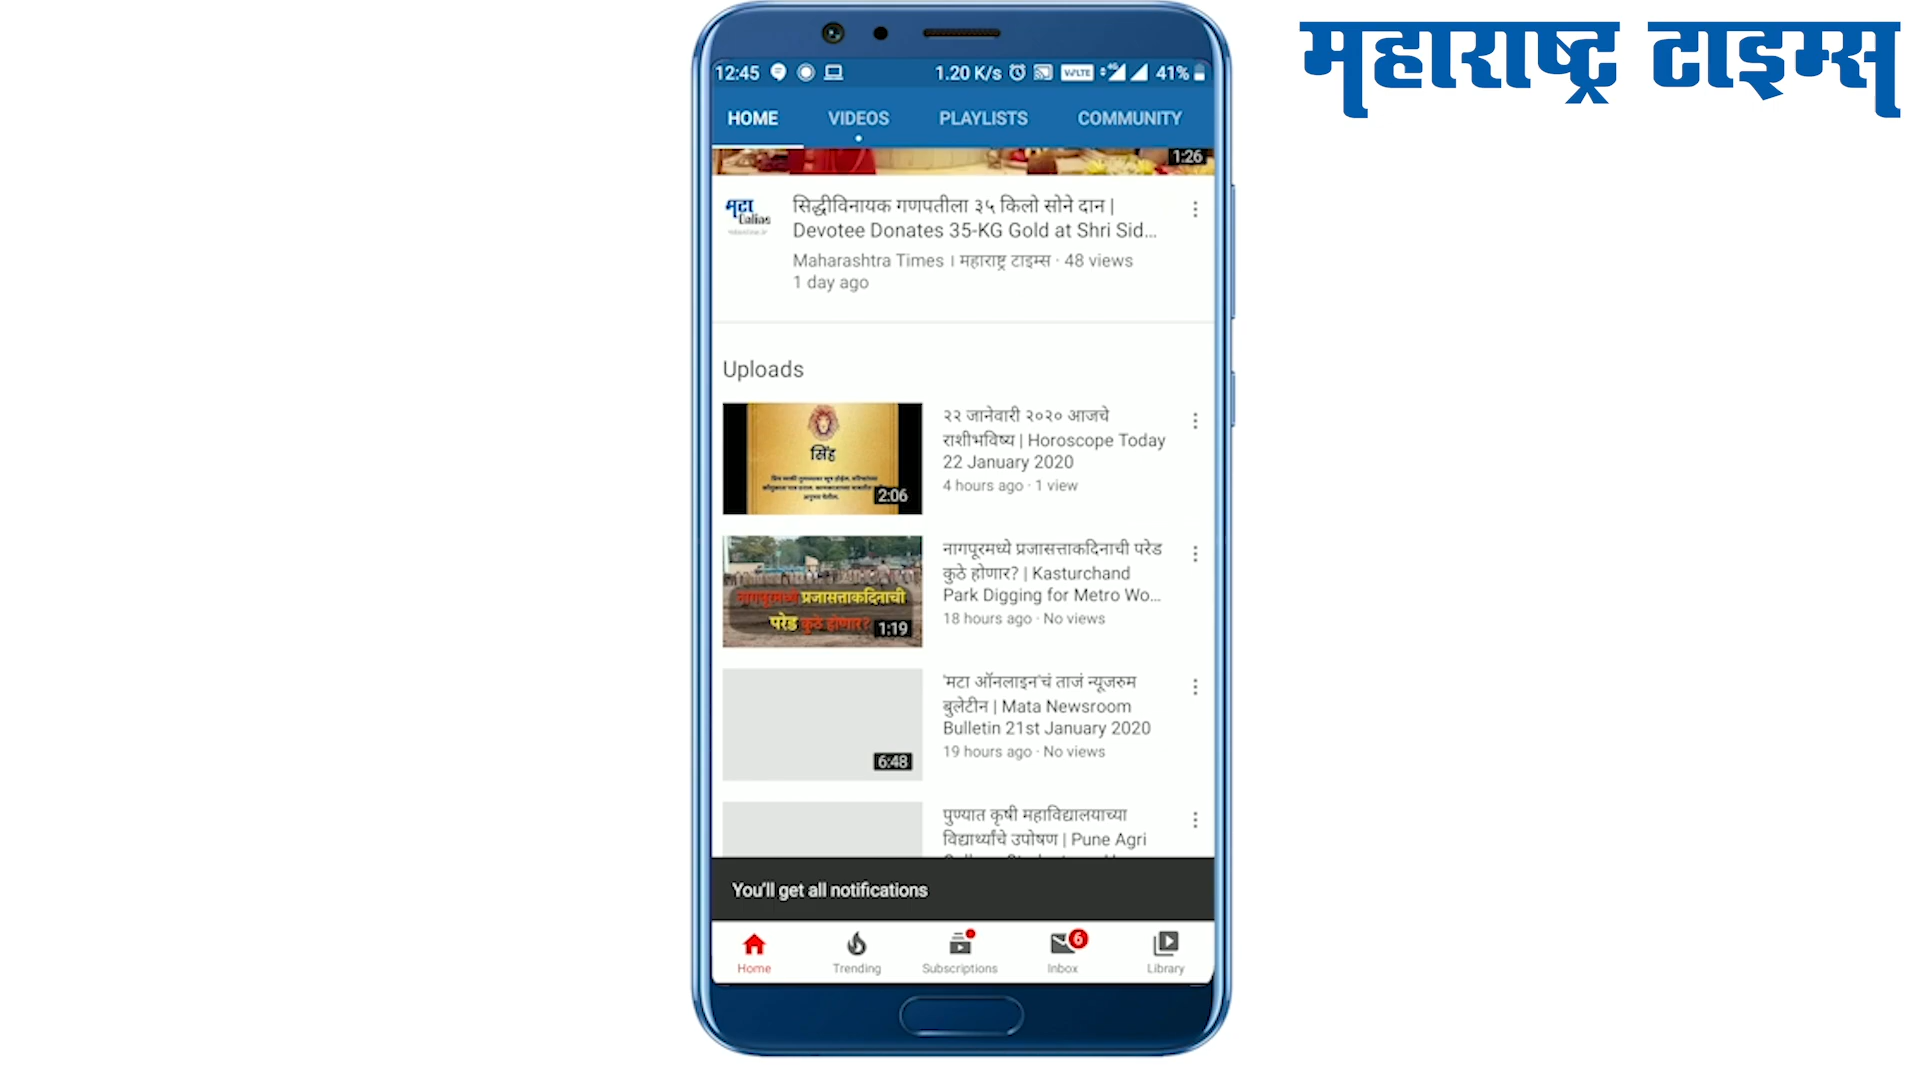 महाराष्ट्र टाइम्स
12:45 1.20 K/s VoLTE 4G 41%
HOME VIDEOS PLAYLISTS COMMUNITY
1:26
मटा
Online
सिद्धीविनायक गणपतीला ३५ किलो सोने दान |
Devotee Donates 35-KG Gold at Shri Sid...
Maharashtra Times । महाराष्ट्र टाइम्स · 48 views
1 day ago
Uploads
सिंह
2:06
२२ जानेवारी २०२० आजचे
राशीभविष्य | Horoscope Today
22 January 2020
4 hours ago · 1 view
नागपूरमध्ये प्रजासत्ताकदिनाची
परेड कुठे होणार?
1:19
नागपूरमध्ये प्रजासत्ताकदिनाची परेड
कुठे होणार? | Kasturchand
Park Digging for Metro Wo...
18 hours ago · No views
6:48
'मटा ऑनलाइन'चं ताजं न्यूजरुम
बुलेटीन | Mata Newsroom
Bulletin 21st January 2020
19 hours ago · No views
पुण्यात कृषी महाविद्यालयाच्या
विद्यार्थ्यांचे उपोषण | Pune Agri
You'll get all notifications
6
Home Trending Subscriptions Inbox Library